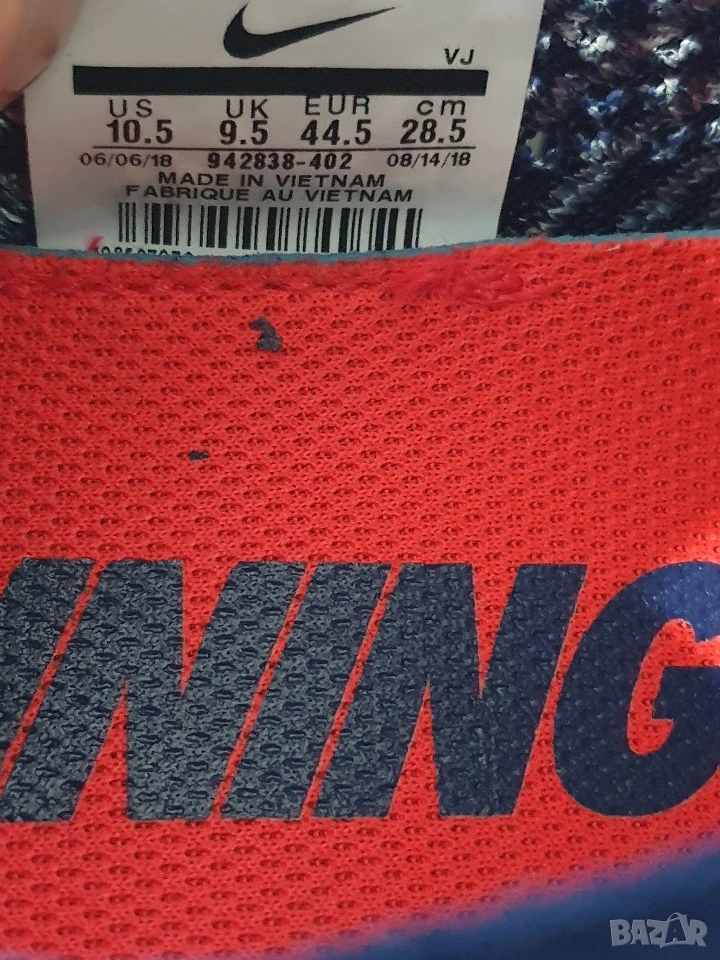 VJ
US UK EUR cm
10.5 9.5 44.5 28.5
06/06/18 942838-402 08/14/18
MADE IN VIETNAM
FABRIQUE AU VIETNAM
NING
BAZAR